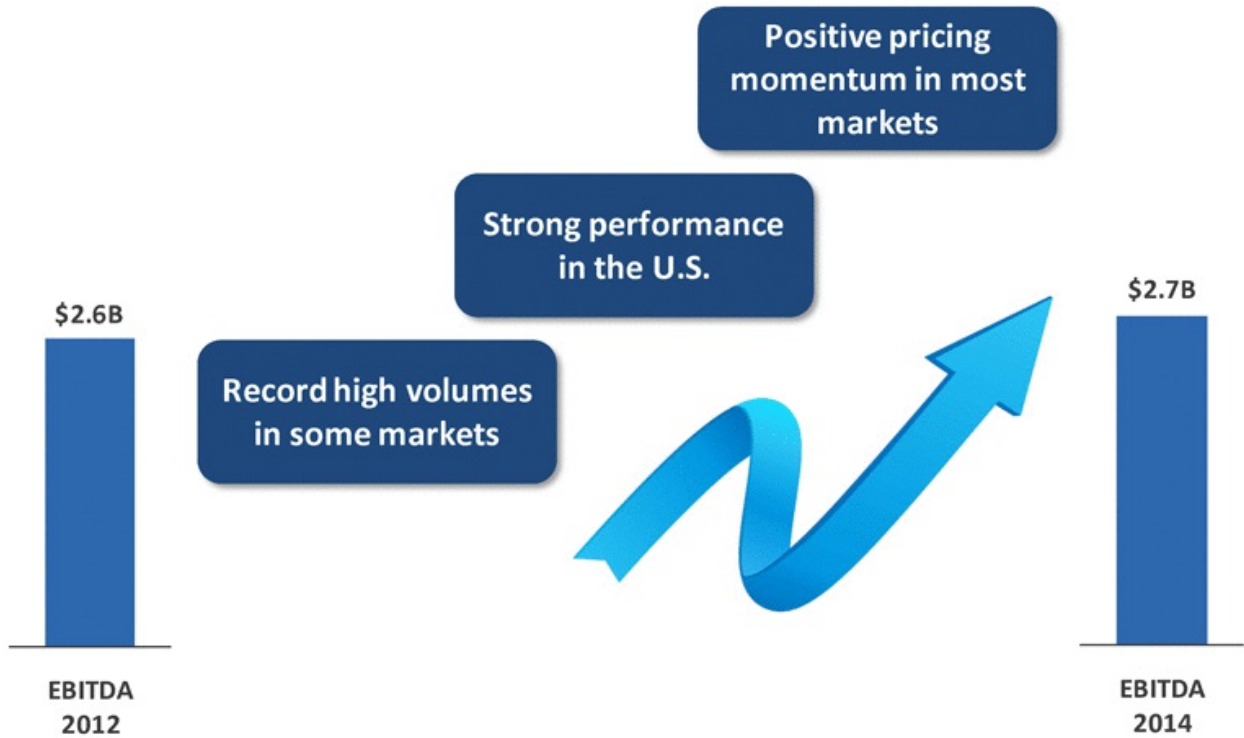 Positive pricing
momentum in most
markets
Strong performance
in the U.S.
Record high volumes
in some markets
$2.6B
EBITDA
2012
$2.7B
EBITDA
2014